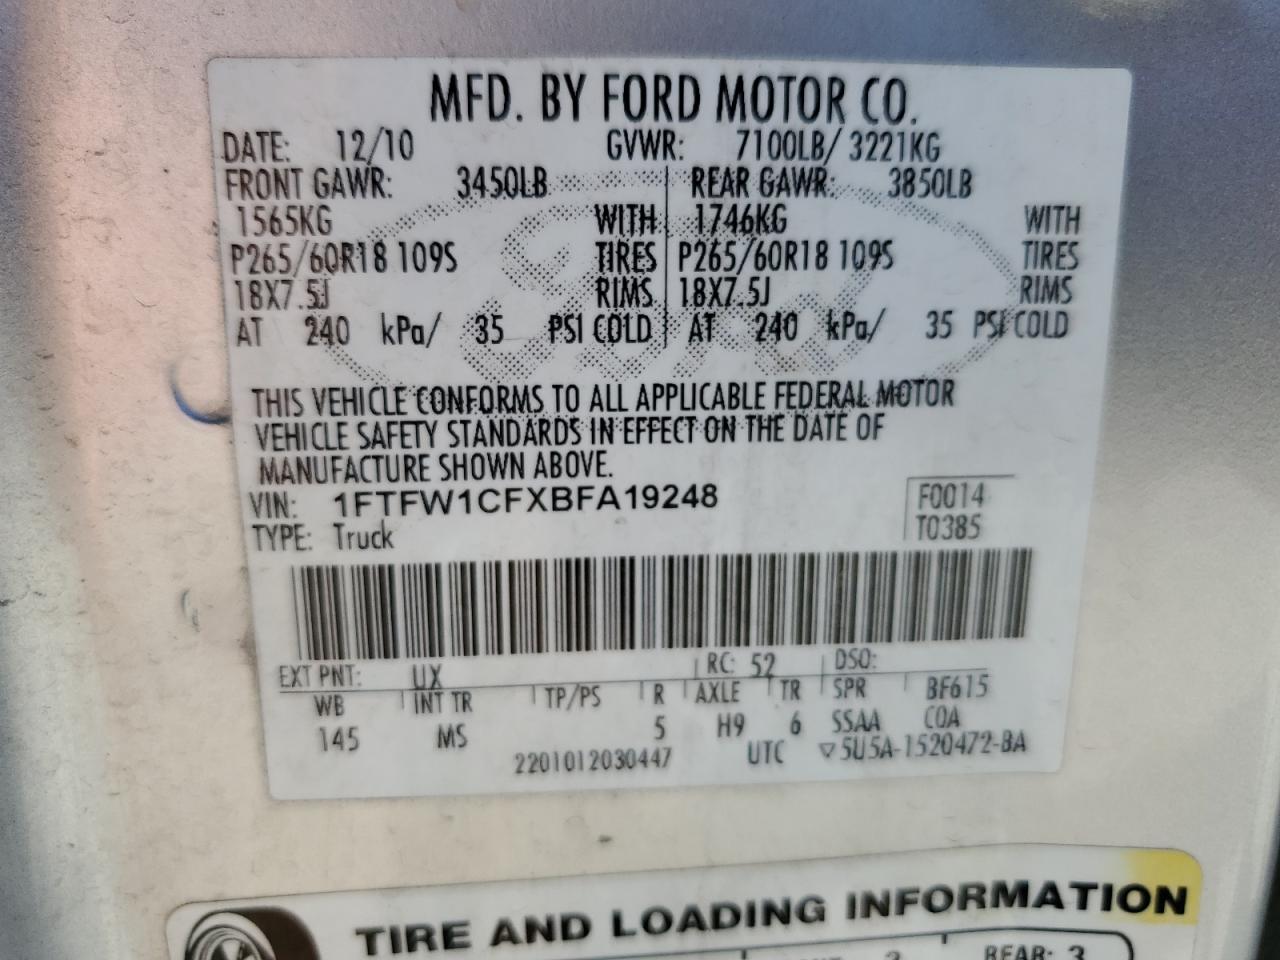 MFD. BY FORD MOTOR CO.
DATE: 12/10 GVWR: 7100LB/ 3221KG
FRONT GAWR: 3450LB REAR GAWR: 3850LB
1565KG WITH 1746KG WITH
P265/60R18 109S TIRES P265/60R18 109S TIRES
18X7.5J RIMS 18X7.5J RIMS
AT 240 kPa/ 35 PSI COLD AT 240 kPa/ 35 PSI COLD
THIS VEHICLE CONFORMS TO ALL APPLICABLE FEDERAL MOTOR
VEHICLE SAFETY STANDARDS IN EFFECT ON THE DATE OF
MANUFACTURE SHOWN ABOVE.
VIN: 1FTFW1CFXBFA19248 F0014
TYPE: Truck T0385
EXT PNT: UX RC: 52 DSO:
WB INT TR TP/PS R AXLE TR SPR BF615
145 MS 5 H9 6 SSAA COA
2201012030447 UTC ▽5U5A-1520472-BA
TIRE AND LOADING INFORMATION
REAR: 3